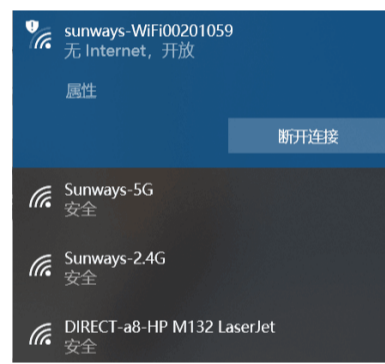 sunways-WiFi00201059
无 Internet，开放
属性
断开连接
Sunways-5G
安全
Sunways-2.4G
安全
DIRECT-a8-HP M132 LaserJet
安全